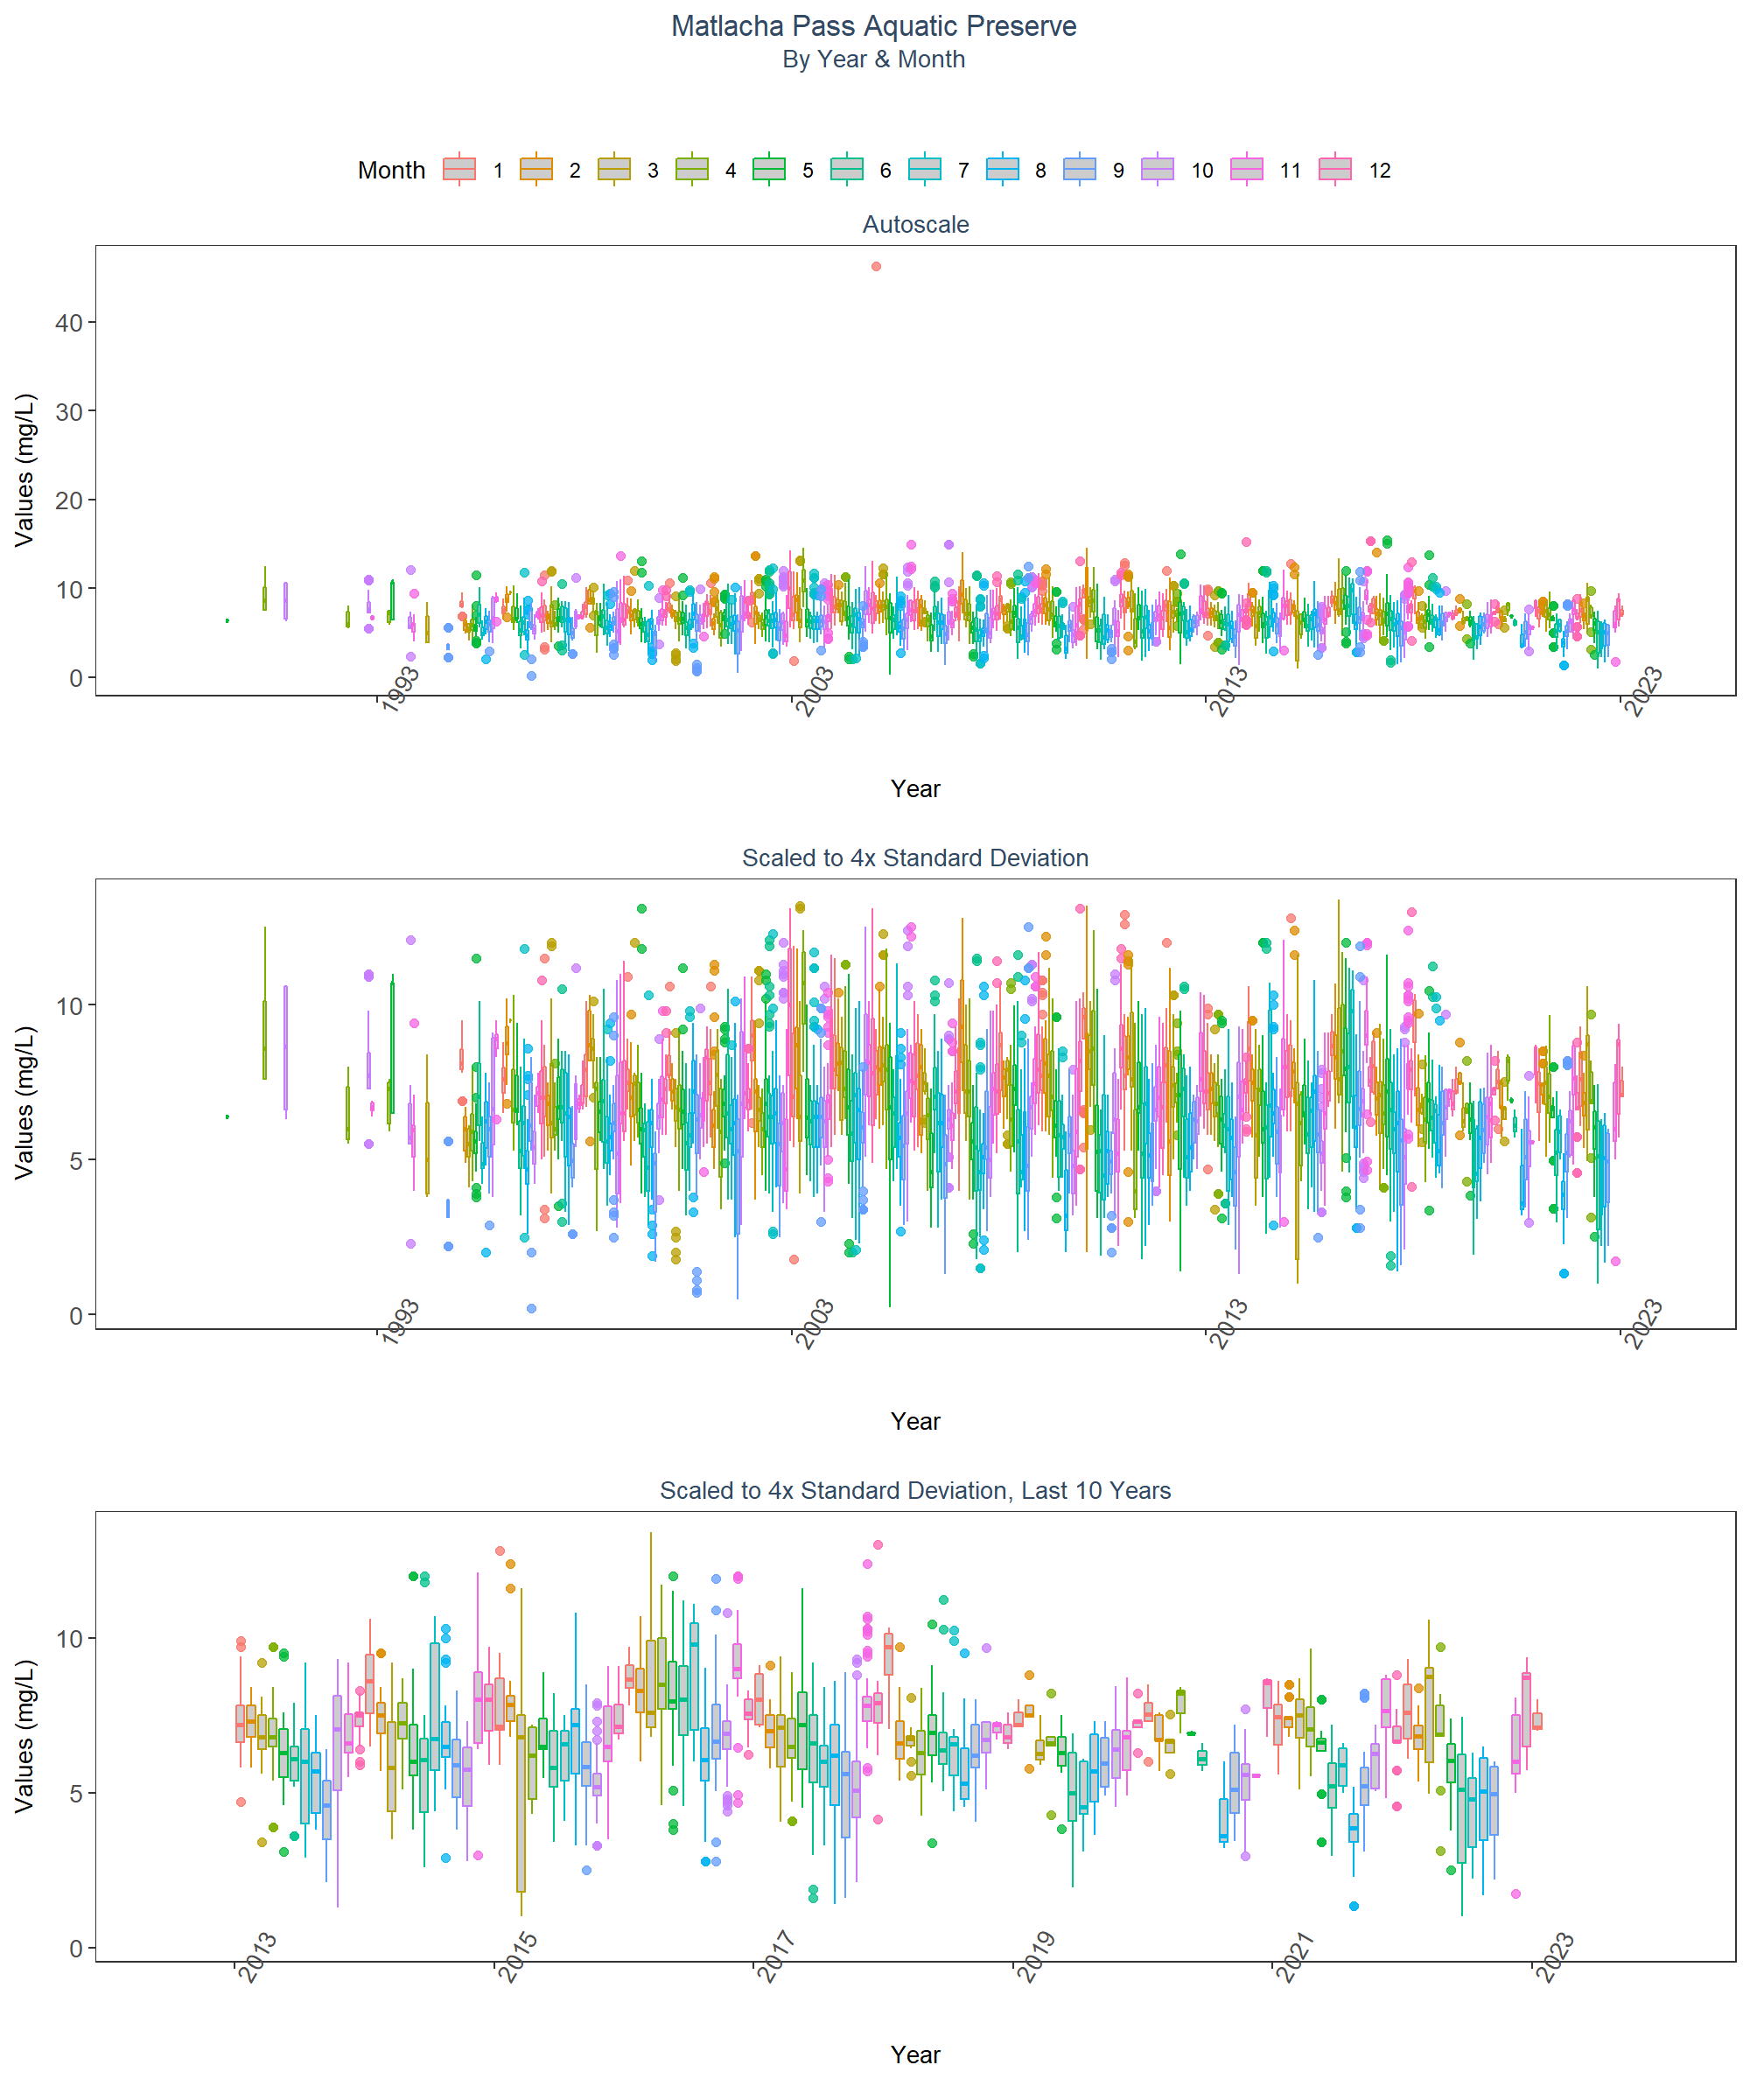 Matlacha Pass Aquatic Preserve
By Year & Month
Month 1 2 3 4 5 6 7 8 9 10 11 12
Autoscale
Values (mg/L)
40
30
20
10
0
1993 2003 2013 2023
Year
Scaled to 4x Standard Deviation
Values (mg/L)
10
5
0
1993 2003 2013 2023
Year
Scaled to 4x Standard Deviation, Last 10 Years
Values (mg/L)
10
5
0
2013 2015 2017 2019 2021 2023
Year